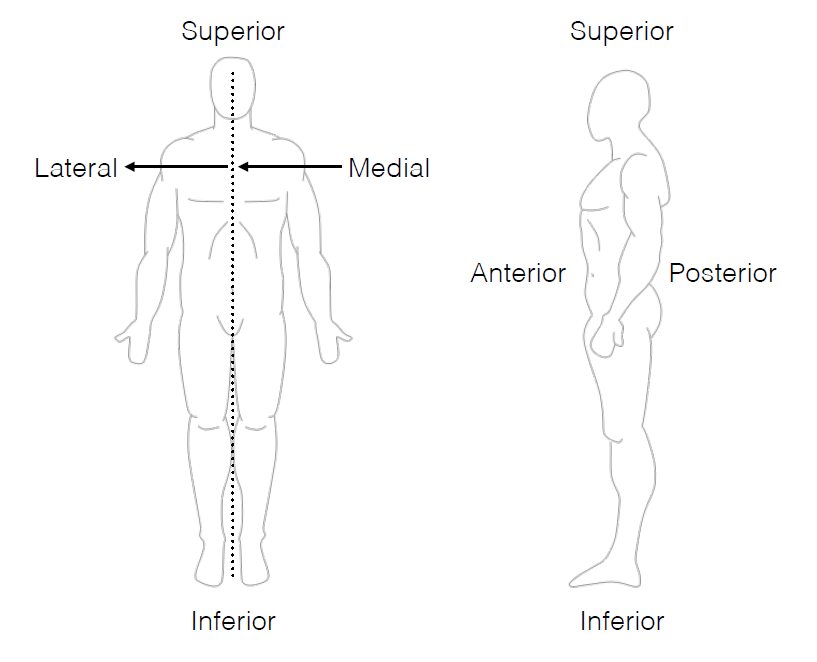 Superior
Superior
Lateral
Medial
Anterior
Posterior
Inferior
Inferior